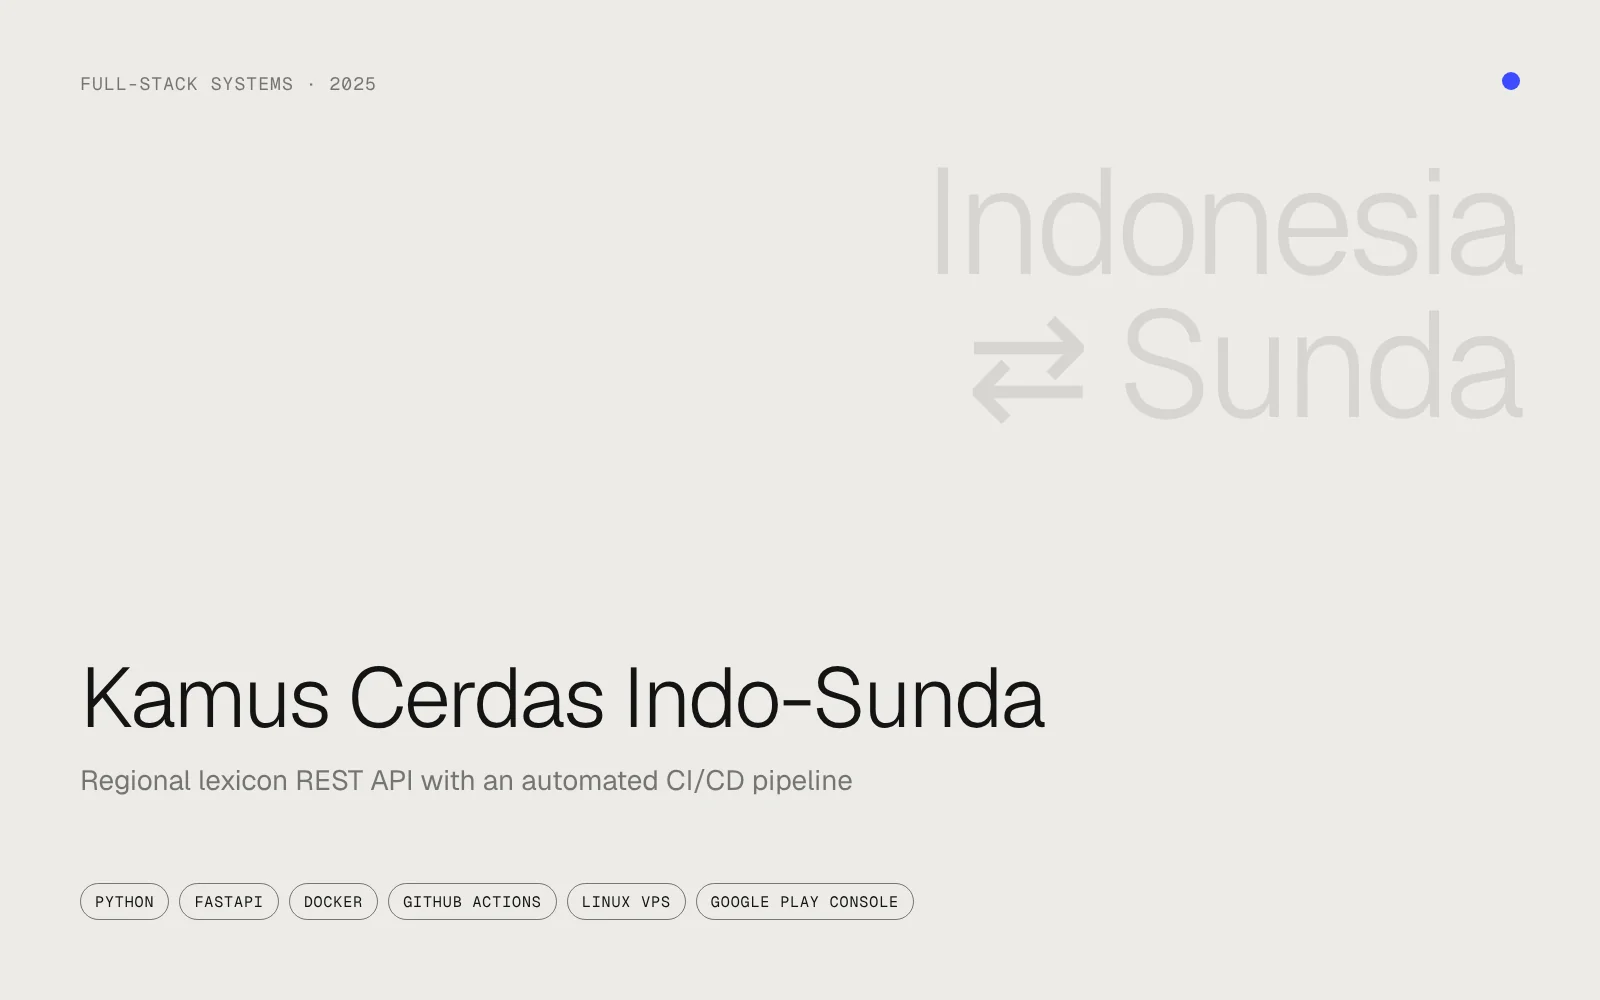 FULL-STACK SYSTEMS · 2025
Indonesia
⇄ Sunda
Kamus Cerdas Indo-Sunda
Regional lexicon REST API with an automated CI/CD pipeline
PYTHON FASTAPI DOCKER GITHUB ACTIONS LINUX VPS GOOGLE PLAY CONSOLE